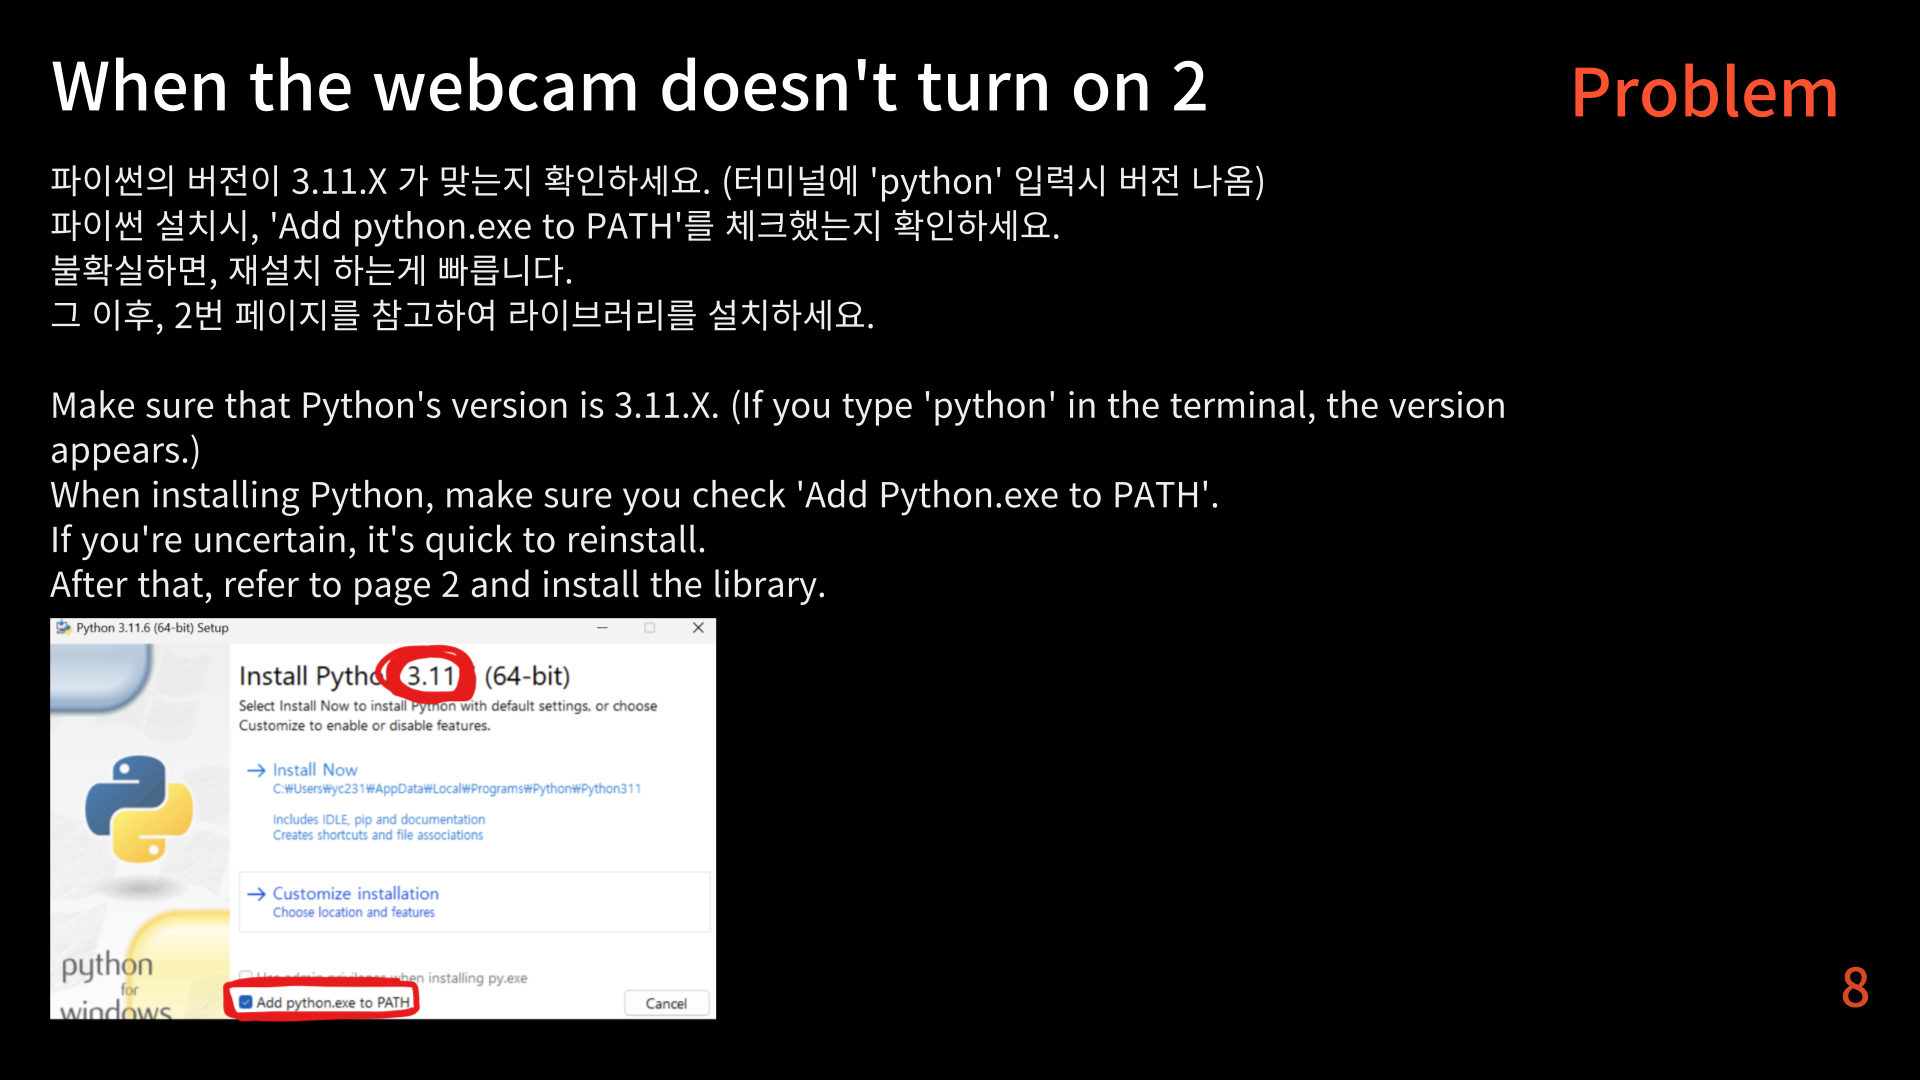 When the webcam doesn't turn on 2
Problem
파이썬의 버전이 3.11.X 가 맞는지 확인하세요. (터미널에 'python' 입력시 버전 나옴)
파이썬 설치시, 'Add python.exe to PATH'를 체크했는지 확인하세요.
불확실하면, 재설치 하는게 빠릅니다.
그 이후, 2번 페이지를 참고하여 라이브러리를 설치하세요.
Make sure that Python's version is 3.11.X. (If you type 'python' in the terminal, the version
appears.)
When installing Python, make sure you check 'Add Python.exe to PATH'.
If you're uncertain, it's quick to reinstall.
After that, refer to page 2 and install the library.
Python 3.11.6 (64-bit) Setup
Install Pytho 3.11 (64-bit)
Select Install Now to install Python with default settings, or choose
Customize to enable or disable features.
→ Install Now
C:₩Users₩yc231₩AppData₩Local₩Programs₩Python₩Python311
Includes IDLE, pip and documentation
Creates shortcuts and file associations
→ Customize installation
Choose location and features
python
for
windows
Use admin privileges when installing py.exe
Add python.exe to PATH
Cancel
8